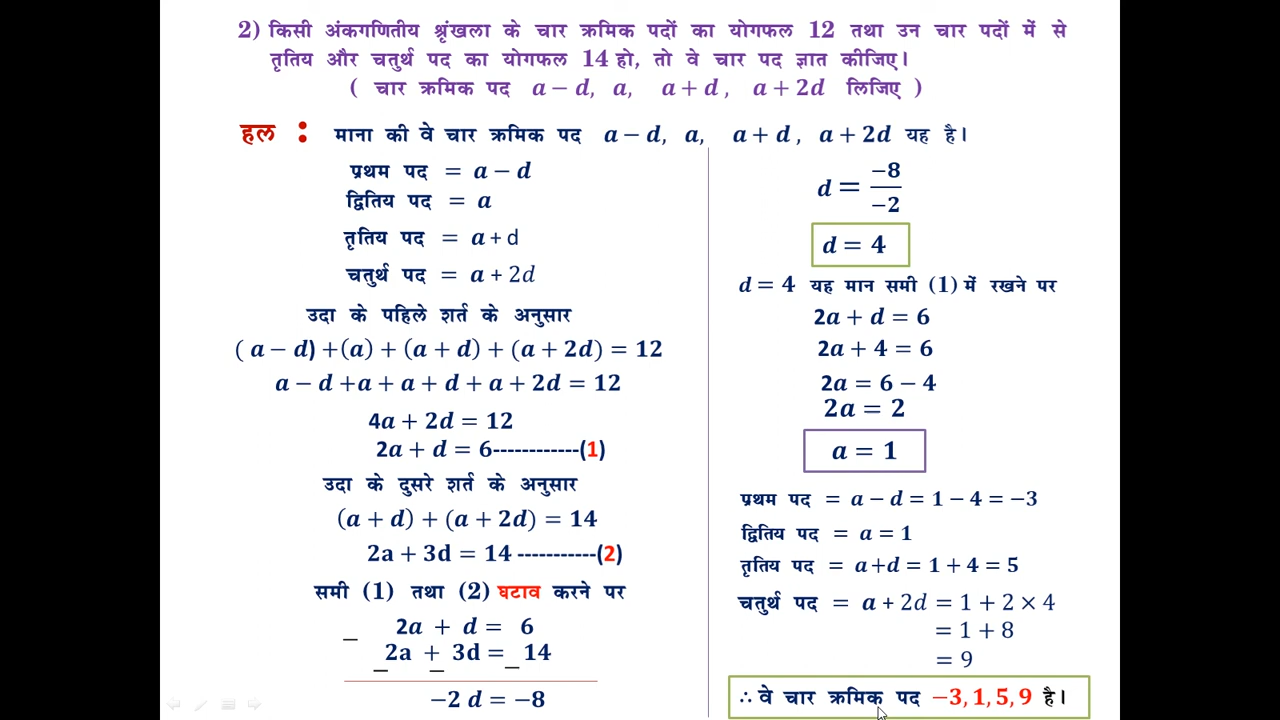 2) किसी अंकगणितीय श्रृंखला के चार क्रमिक पदों का योगफल 12 तथा उन चार पदों में से
तृतिय और चतुर्थ पद का योगफल 14 हो, तो वे चार पद ज्ञात कीजिए।
( चार क्रमिक पद a − d, a, a + d, a + 2d लिजिए )
हल : माना की वे चार क्रमिक पद a − d, a, a + d, a + 2d यह है।
प्रथम पद = a − d
द्वितिय पद = a
तृतिय पद = a + d
चतुर्थ पद = a + 2d
उदा के पहिले शर्त के अनुसार
( a − d) +(a) + (a + d) + (a + 2d) = 12
a − d +a + a + d + a + 2d = 12
4a + 2d = 12
2a + d = 6------------(1)
उदा के दुसरे शर्त के अनुसार
(a + d) + (a + 2d) = 14
2a + 3d = 14 -----------(2)
समी (1) तथा (2) घटाव करने पर
2a + d = 6
− 2a + 3d = 14
− − −
−2 d = −8
d = −8/−2
d = 4
d = 4 यह मान समी (1) में रखने पर
2a + d = 6
2a + 4 = 6
2a = 6 − 4
2a = 2
a = 1
प्रथम पद = a − d = 1 − 4 = −3
द्वितिय पद = a = 1
तृतिय पद = a+d = 1 + 4 = 5
चतुर्थ पद = a + 2d = 1 + 2 × 4
= 1 + 8
= 9
∴ वे चार क्रमिक पद −3, 1, 5, 9 है।